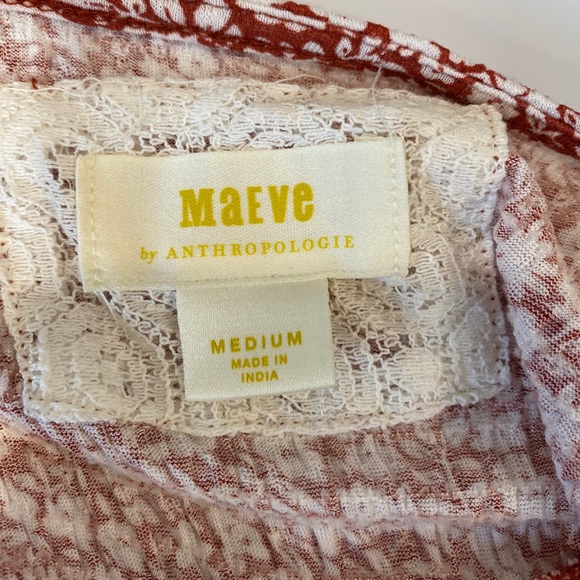 MaEve
by ANTHROPOLOGIE
MEDIUM
MADE IN
INDIA